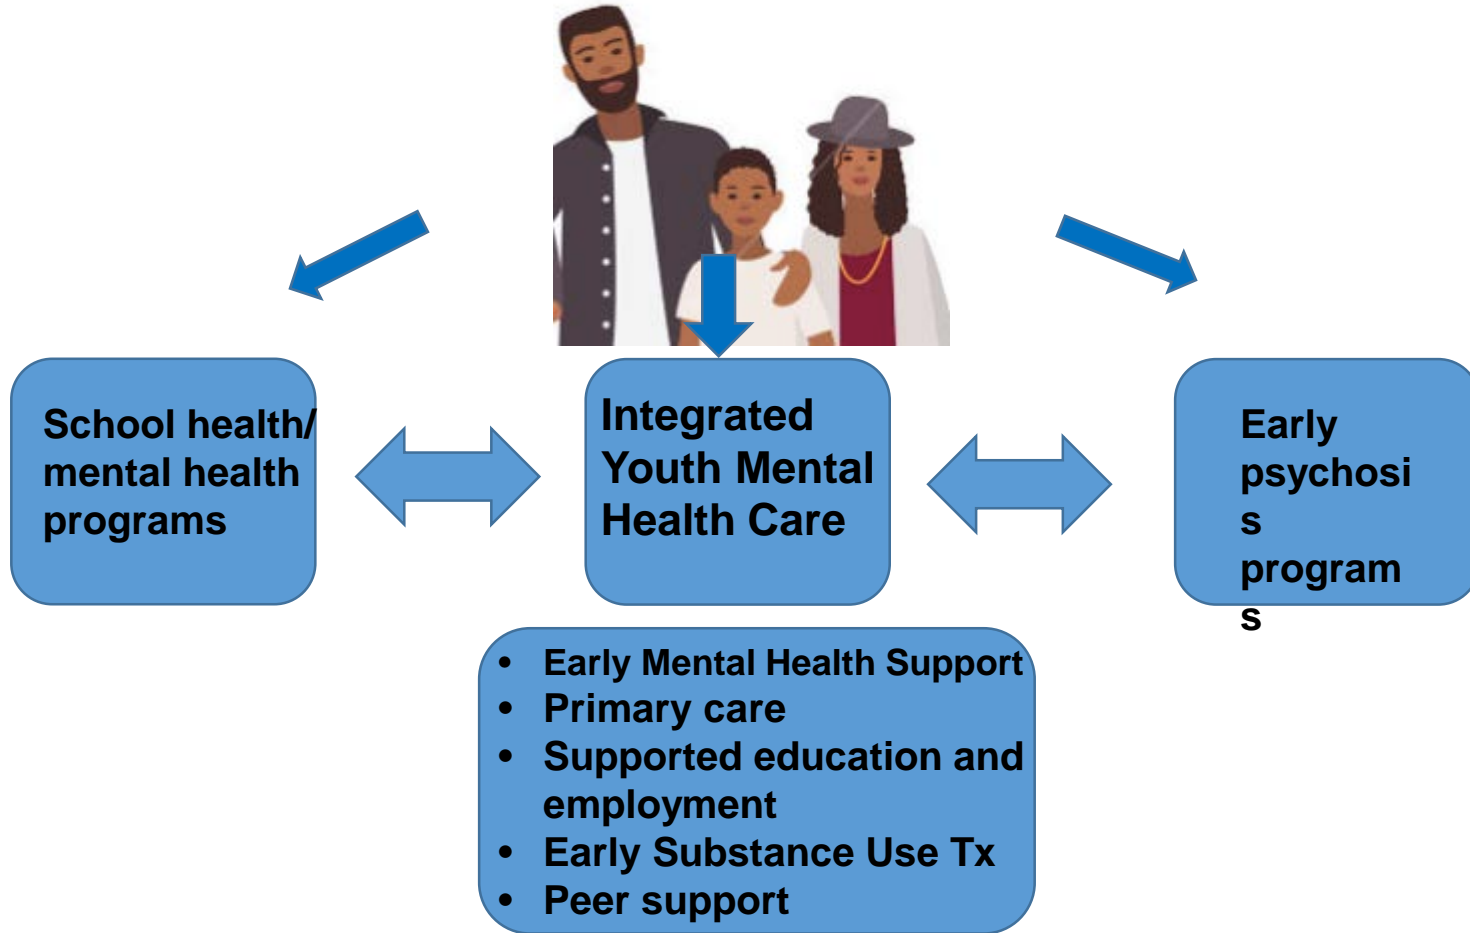 School health/
mental health
programs
Integrated
Youth Mental
Health Care
Early
psychosi
s
program
s
• Early Mental Health Support
• Primary care
• Supported education and
employment
• Early Substance Use Tx
• Peer support